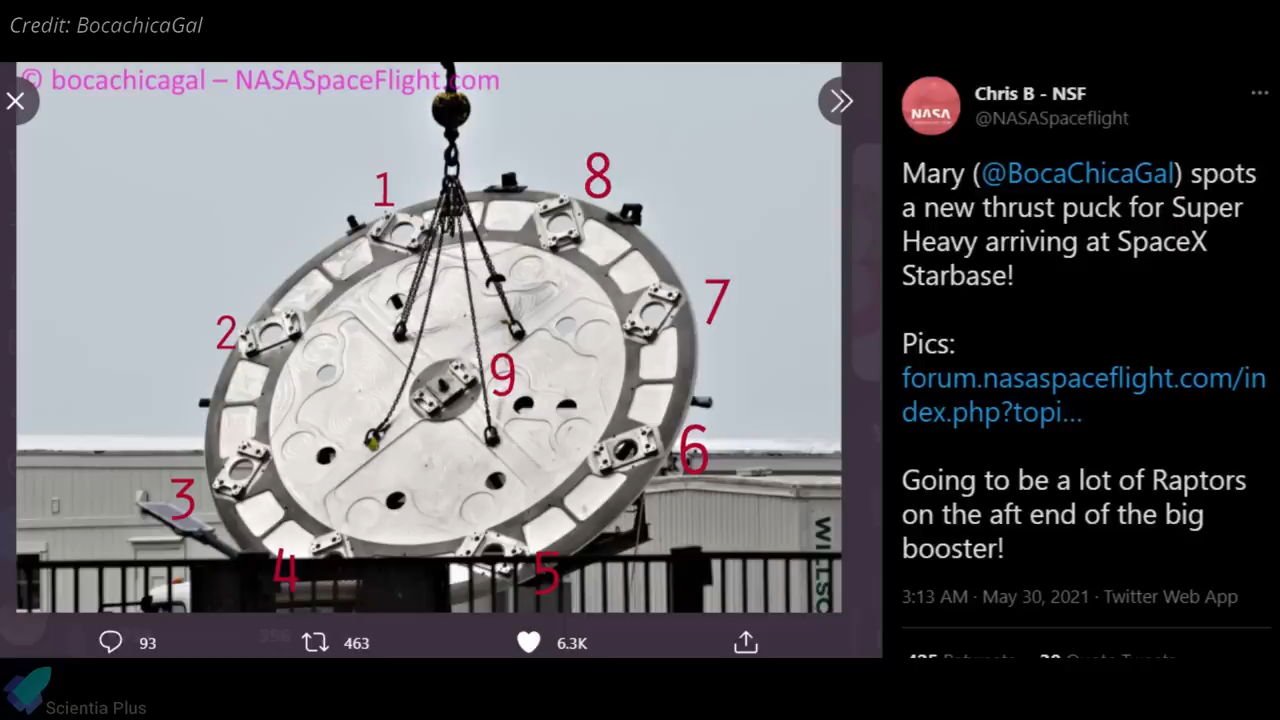 Credit: BocachicaGal
© bocachicagal – NASASpaceFlight.com
1
8
2
7
9
6
3
4
5
93
463
6.3K
NASA
Chris B - NSF
@NASASpaceflight
Mary (@BocaChicaGal) spots
a new thrust puck for Super
Heavy arriving at SpaceX
Starbase!
Pics:
forum.nasaspaceflight.com/in
dex.php?topi...
Going to be a lot of Raptors
on the aft end of the big
booster!
3:13 AM · May 30, 2021 · Twitter Web App
Scientia Plus